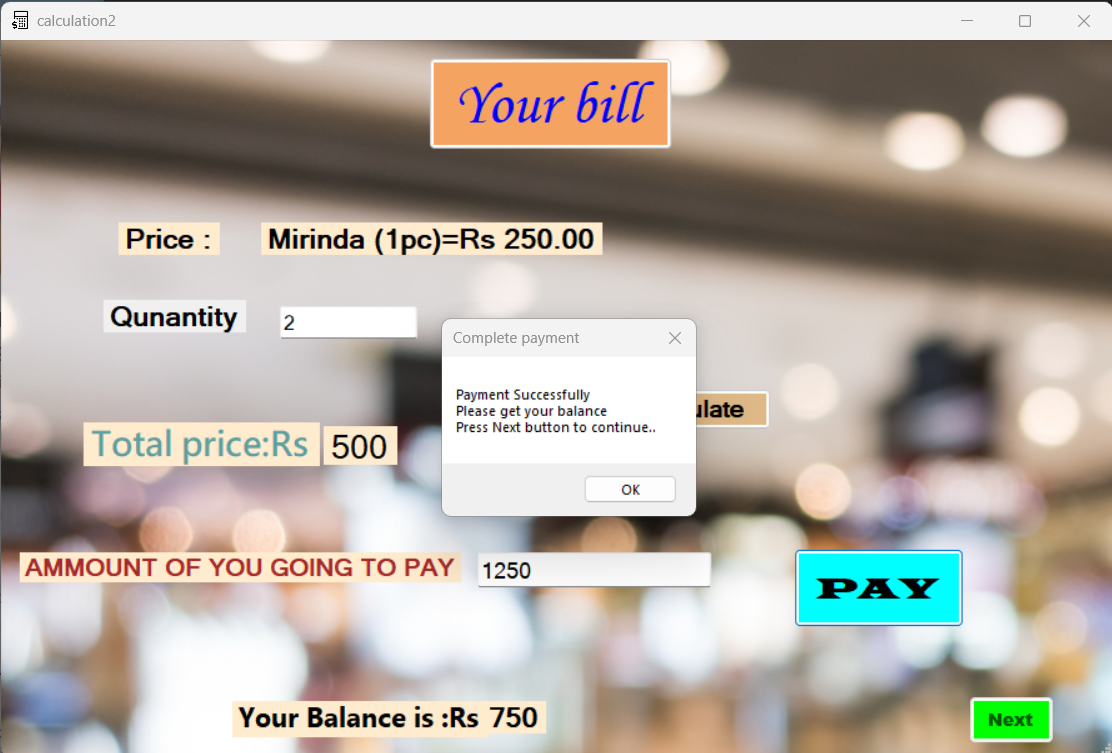 calculation2
Your bill
Price :
Mirinda (1pc)=Rs 250.00
Qunantity
2
Complete payment
Payment Successfully
Please get your balance
Press Next button to continue..
OK
ulate
Total price:Rs
500
AMMOUNT OF YOU GOING TO PAY
1250
PAY
Your Balance is :Rs 750
Next